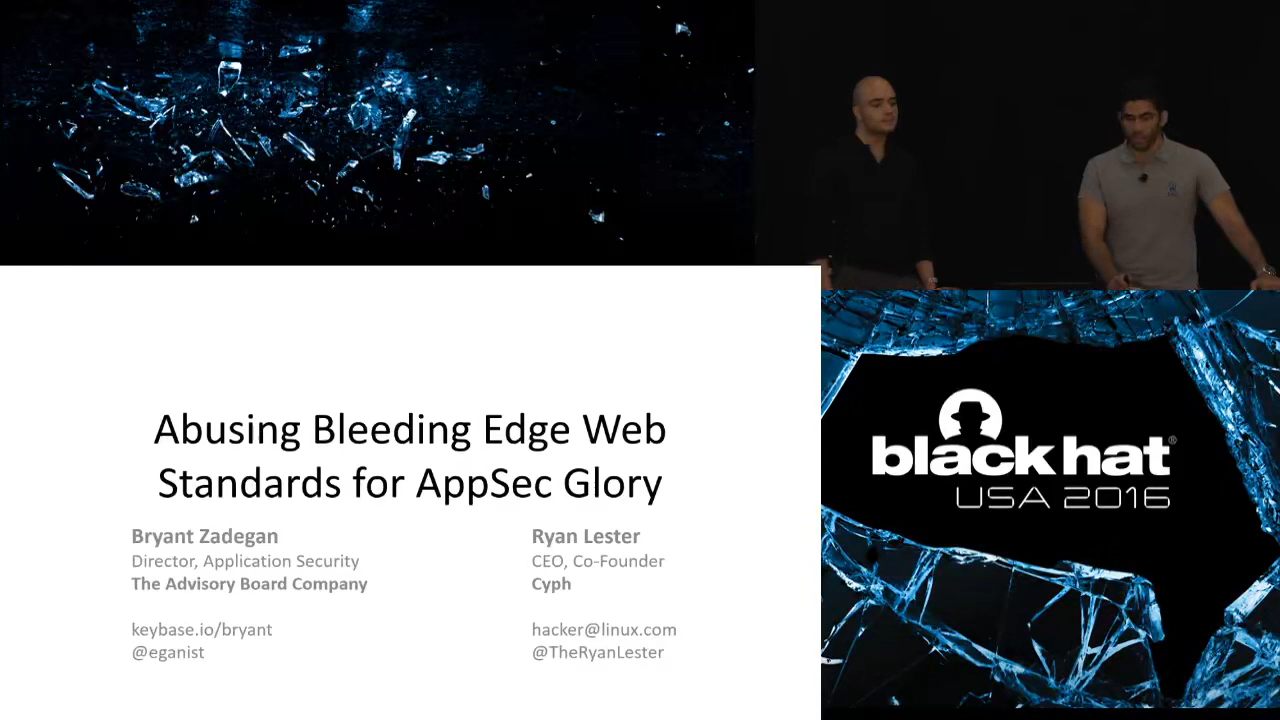 Abusing Bleeding Edge Web
Standards for AppSec Glory
Bryant Zadegan
Director, Application Security
The Advisory Board Company
keybase.io/bryant
@eganist
Ryan Lester
CEO, Co-Founder
Cyph
hacker@linux.com
@TheRyanLester
black hat®
USA 2016